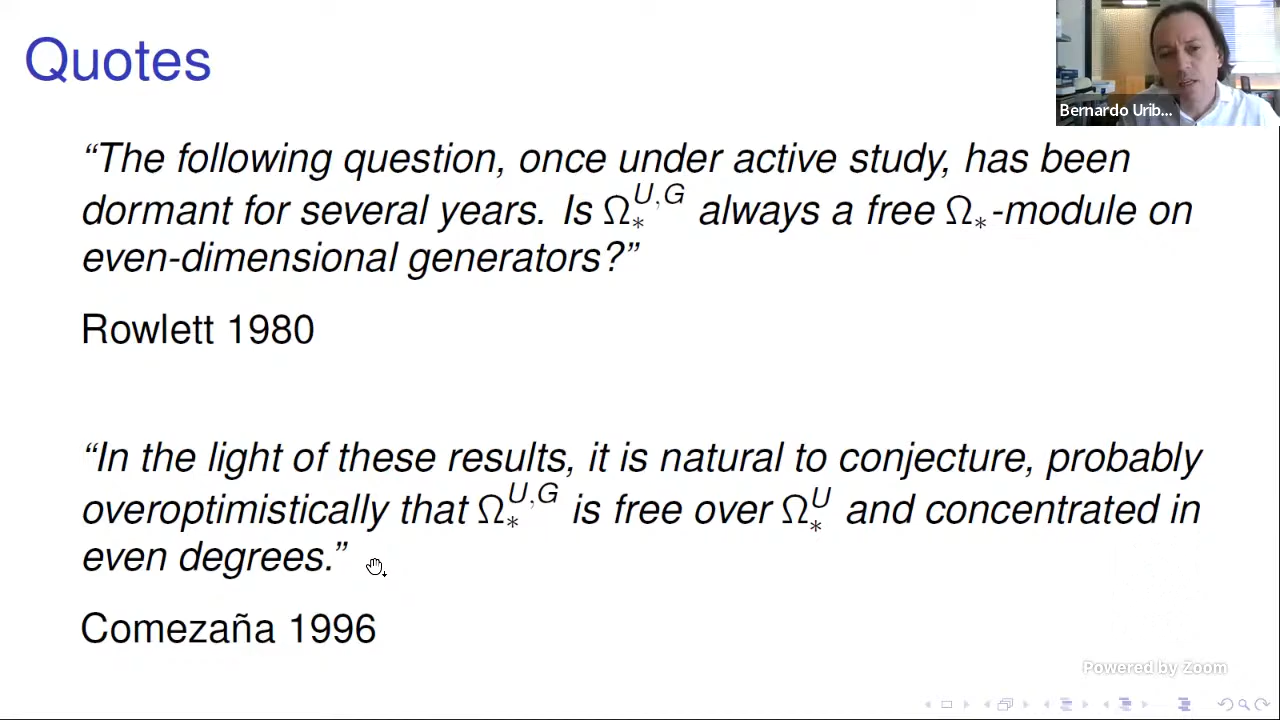 Quotes
Bernardo Urib...
“The following question, once under active study, has been
dormant for several years. Is Ω∗^{U,G} always a free Ω∗-module on
even-dimensional generators?”
Rowlett 1980
“In the light of these results, it is natural to conjecture, probably
overoptimistically that Ω∗^{U,G} is free over Ω∗^{U} and concentrated in
even degrees.”
Comezaña 1996
Powered by Zoom